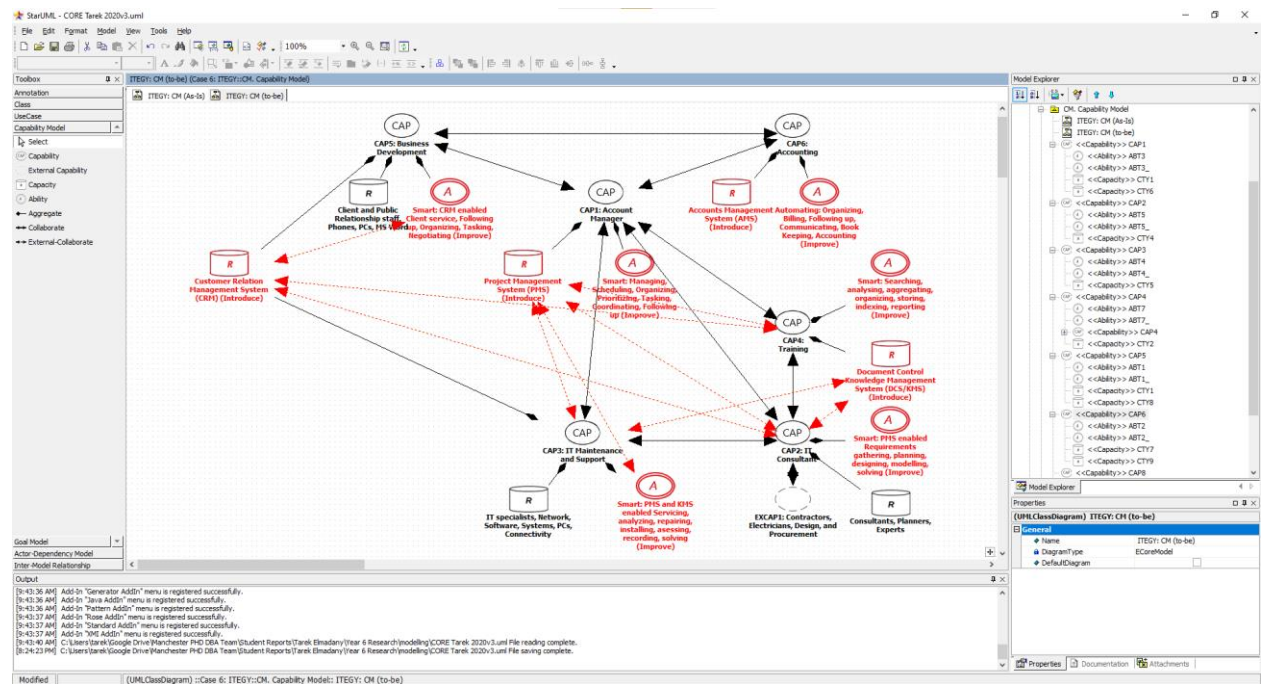 StarUML - CORE Tarek 2020v3.uml
File Edit Format Model View Tools Help
100%
Toolbox
Annotation
Class
UseCase
Capability Model
Select
Capability
External Capability
Capacity
Ability
Aggregate
Collaborate
External-Collaborate
Goal Model
Actor-Dependency Model
Inter-Model Relationship
ITEGY: CM (to-be) (Case 6: ITEGY::CM. Capability Model)
ITEGY: CM (As-Is) ITEGY: CM (to-be)
CAP
CAP5: Business
Development
CAP
CAP6:
Accounting
R
Client and Public
Relationship staff,
Phones, PCs, MS Word
A
Smart: CRM enabled
Client service, Following
up, Organizing, Tasking,
Negotiating (Improve)
CAP
CAP1: Account
Manager
R
Accounts Management
System (AMS)
(Introduce)
A
Automating: Organizing,
Billing, Following up,
Communicating, Book
Keeping, Accounting
(Improve)
R
Customer Relation
Management System
(CRM) (Introduce)
R
Project Management
System (PMS)
(Introduce)
A
Smart: Managing,
Scheduling, Organizing,
Prioritizing, Tasking,
Coordinating, Following
up (Improve)
A
Smart: Searching,
analysing, aggregating,
organizing, storing,
indexing, reporting
(Improve)
CAP
CAP4:
Training
R
Document Control
Knowledge Management
System (DCS/KMS)
(Introduce)
CAP
CAP3: IT Maintenance
and Support
CAP
CAP2: IT
Consultant
A
Smart: PMS enabled
Requirements
gathering, planning,
designing, modelling,
solving (Improve)
R
IT specialists, Network,
Software, Systems, PCs,
Connectivity
A
Smart: PMS and KMS
enabled Servicing,
analyzing, repairing,
installing, asessing,
recording, solving
(Improve)
EXCAP1: Contractors,
Electricians, Design, and
Procurement
R
Consultants, Planners,
Experts
Model Explorer
CM. Capability Model
ITEGY: CM (As-Is)
ITEGY: CM (to-be)
<<Capability>> CAP1
<<Ability>> ABT3
<<Ability>> ABT3_
<<Capacity>> CTY1
<<Capacity>> CTY6
<<Capability>> CAP2
<<Ability>> ABT5
<<Ability>> ABT5_
<<Capacity>> CTY4
<<Capability>> CAP3
<<Ability>> ABT4
<<Ability>> ABT4_
<<Capacity>> CTY5
<<Capability>> CAP4
<<Ability>> ABT7
<<Ability>> ABT7_
<<Capability>> CAP4
<<Capacity>> CTY2
<<Capability>> CAP5
<<Ability>> ABT1
<<Ability>> ABT1_
<<Capacity>> CTY1
<<Capacity>> CTY8
<<Capability>> CAP6
<<Ability>> ABT2
<<Ability>> ABT2_
<<Capacity>> CTY7
<<Capacity>> CTY9
<<Capability>> CAP8
Model Explorer
Properties
(UMLClassDiagram) ITEGY: CM (to-be)
General
Name ITEGY: CM (to-be)
DiagramType ECoreModel
DefaultDiagram
Properties Documentation Attachments
Output
[9:43:36 AM] Add-In "Generator AddIn" menu is registered successfully.
[9:43:36 AM] Add-In "Java AddIn" menu is registered successfully.
[9:43:36 AM] Add-In "Pattern AddIn" menu is registered successfully.
[9:43:37 AM] Add-In "Rose AddIn" menu is registered successfully.
[9:43:37 AM] Add-In "Standard AddIn" menu is registered successfully.
[9:43:37 AM] Add-In "XMI AddIn" menu is registered successfully.
[9:43:40 AM] C:\Users\tarek\Google Drive\Manchester PHD DBA Team\Student Reports\Tarek Elmadany\Year 6 Research\modelling\CORE Tarek 2020v3.uml File reading complete.
[8:24:23 PM] C:\Users\tarek\Google Drive\Manchester PHD DBA Team\Student Reports\Tarek Elmadany\Year 6 Research\modelling\CORE Tarek 2020v3.uml File saving complete.
Modified (UMLClassDiagram) ::Case 6: ITEGY::CM. Capability Model:: ITEGY: CM (to-be)